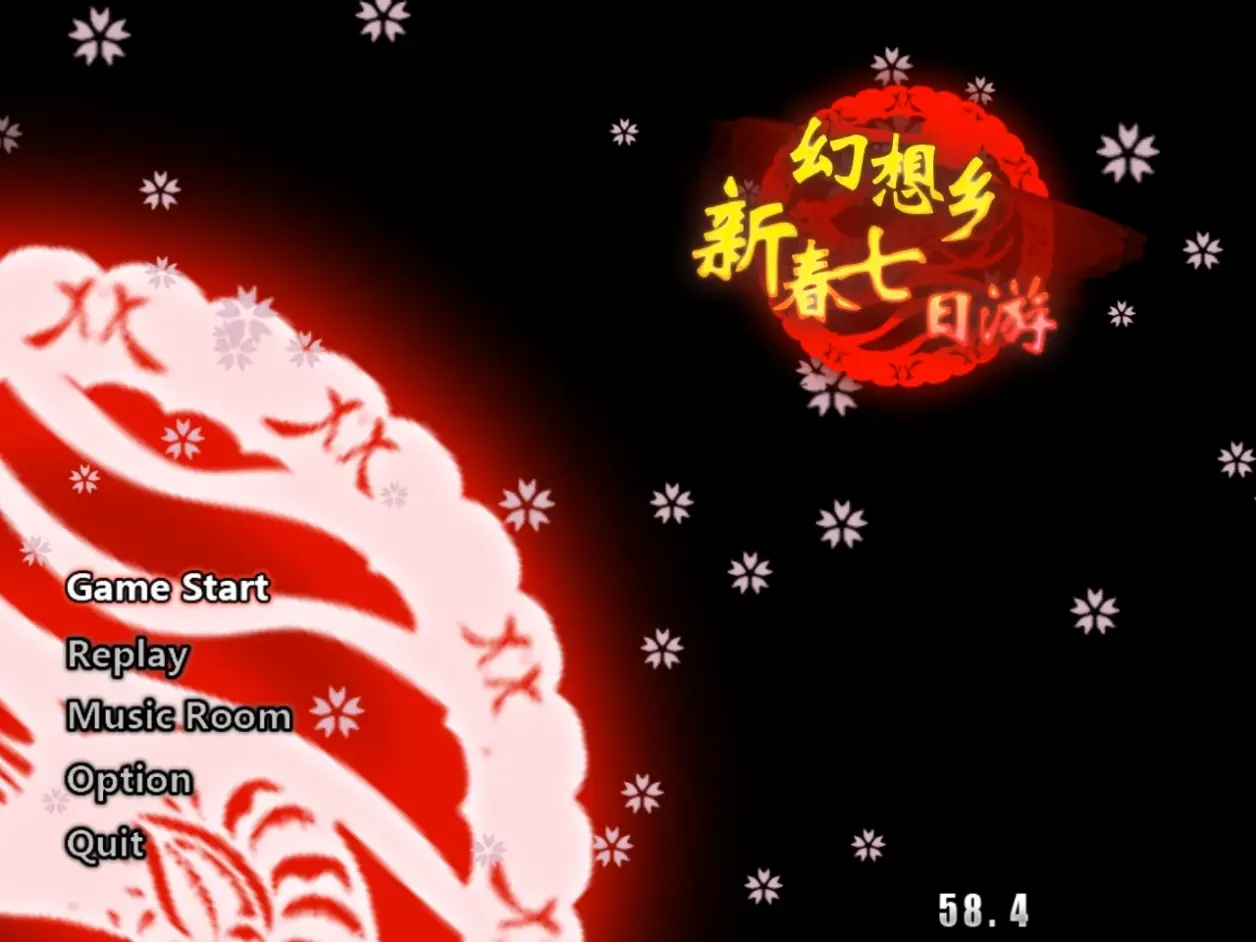 幻想乡
新春七日游
Game Start
Replay
Music Room
Option
Quit
58.4